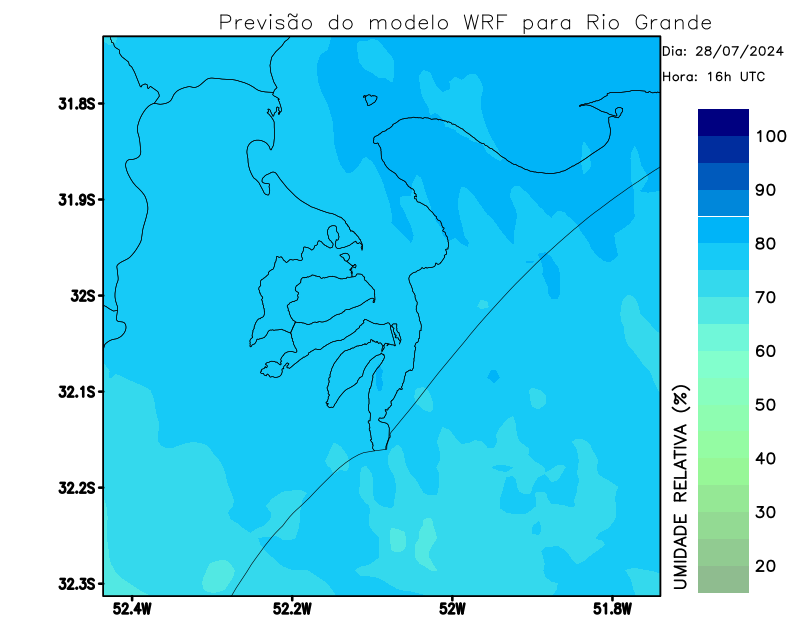 Previsão do modelo WRF para Rio Grande
Dia: 28/07/2024
Hora: 16h UTC
31.8S
31.9S
32S
32.1S
32.2S
32.3S
52.4W
52.2W
52W
51.8W
100
90
80
70
60
50
40
30
20
UMIDADE RELATIVA (%)